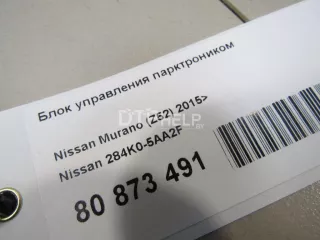 Блок управления парктроником
Nissan Murano (Z52) 2015>
Nissan 284K0-5AA2F
80 873 491